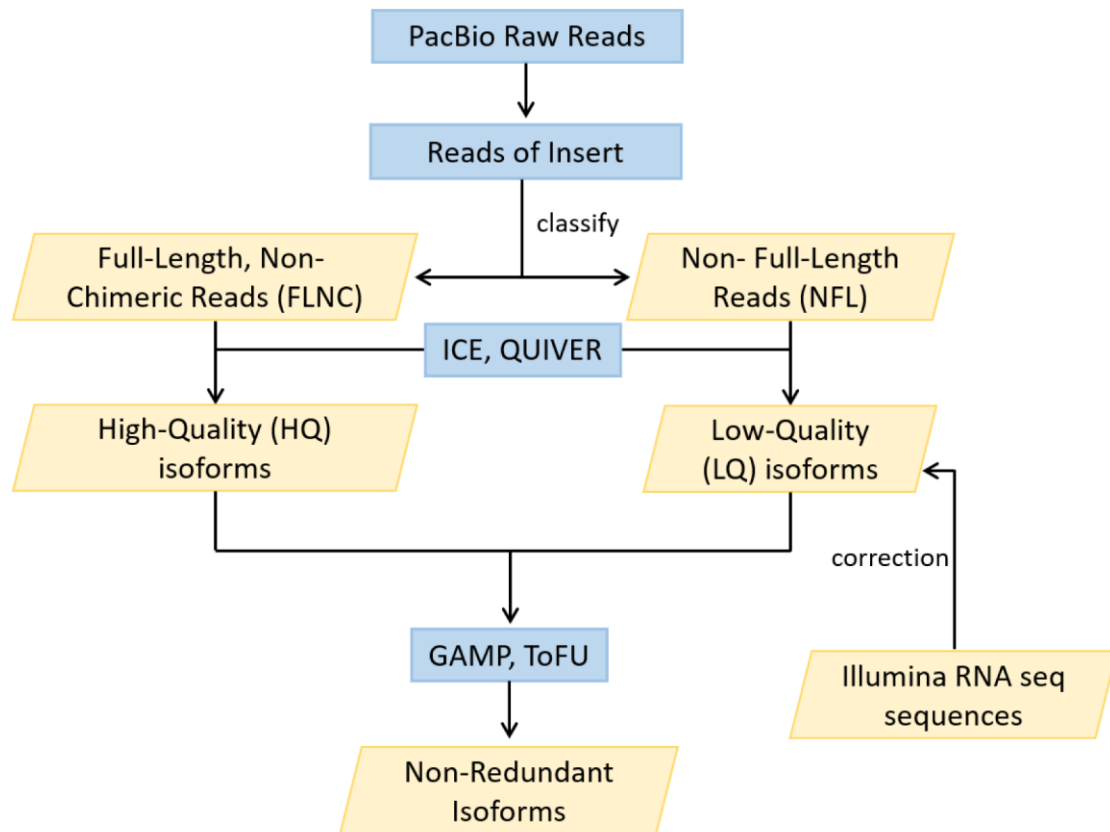 PacBio Raw Reads
Reads of Insert
classify
Full-Length, Non-
Chimeric Reads (FLNC)
Non- Full-Length
Reads (NFL)
ICE, QUIVER
High-Quality (HQ)
isoforms
Low-Quality
(LQ) isoforms
correction
GAMP, ToFU
Illumina RNA seq
sequences
Non-Redundant
Isoforms